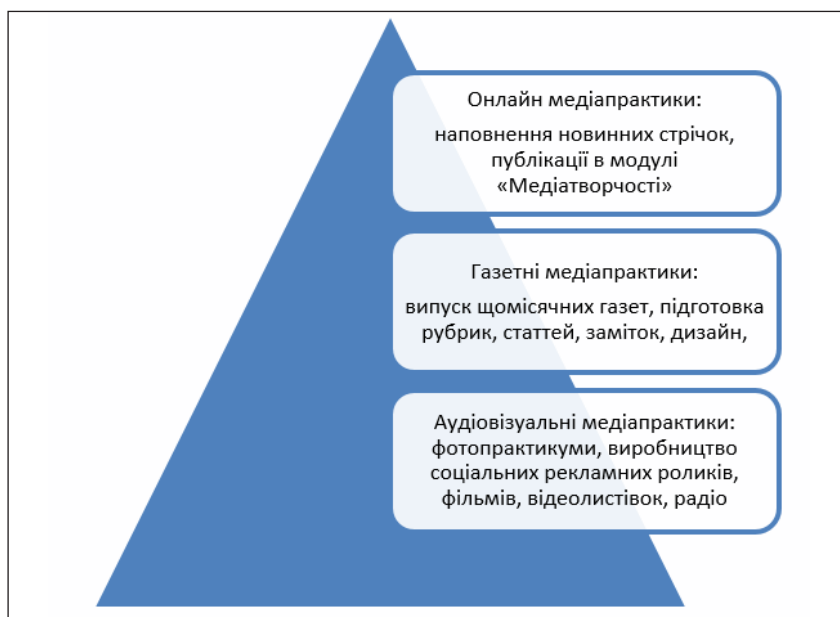 Онлайн медіапрактики:
наповнення новинних стрічок,
публікації в модулі
«Медіатворчості»
Газетні медіапрактики:
випуск щомісячних газет, підготовка
рубрик, статтей, заміток, дизайн,
Аудіовізуальні медіапрактики:
фотопрактикуми, виробництво
соціальних рекламних роликів,
фільмів, відеолистівок, радіо